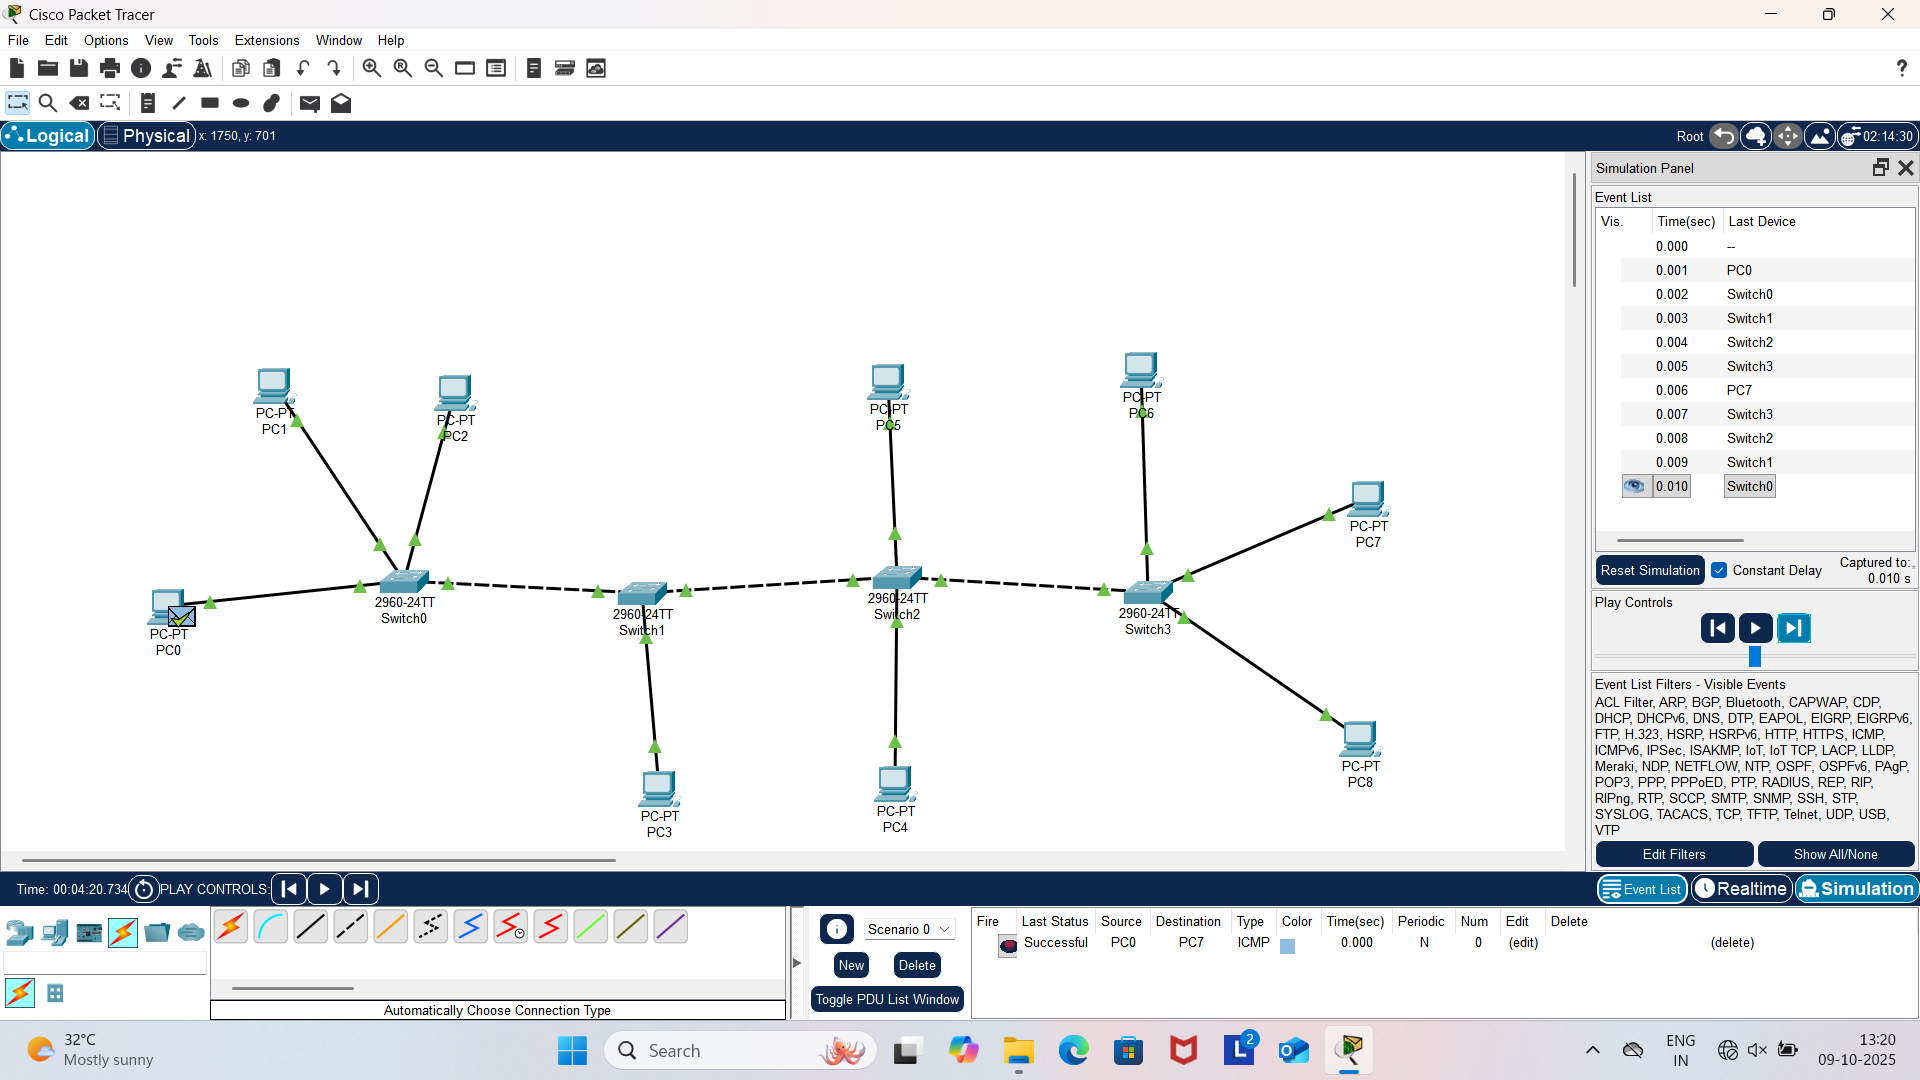 Cisco Packet Tracer
File Edit Options View Tools Extensions Window Help
?
Logical Physical x: 1750, y: 701 Root 02:14:30
Simulation Panel
Event List
Vis. Time(sec) Last Device
0.000 --
0.001 PC0
0.002 Switch0
0.003 Switch1
0.004 Switch2
0.005 Switch3
0.006 PC7
0.007 Switch3
0.008 Switch2
0.009 Switch1
0.010 Switch0
Reset Simulation Constant Delay Captured to:
0.010 s
Play Controls
Event List Filters - Visible Events
ACL Filter, ARP, BGP, Bluetooth, CAPWAP, CDP,
DHCP, DHCPv6, DNS, DTP, EAPOL, EIGRP, EIGRPv6,
FTP, H.323, HSRP, HSRPv6, HTTP, HTTPS, ICMP,
ICMPv6, IPSec, ISAKMP, IoT, IoT TCP, LACP, LLDP,
Meraki, NDP, NETFLOW, NTP, OSPF, OSPFv6, PAgP,
POP3, PPP, PPPoED, PTP, RADIUS, REP, RIP,
RIPng, RTP, SCCP, SMTP, SNMP, SSH, STP,
SYSLOG, TACACS, TCP, TFTP, Telnet, UDP, USB,
VTP
Edit Filters Show All/None
PC-PT
PC1
PC-PT
PC2
PC-PT
PC5
PC-PT
PC6
PC-PT
PC7
PC-PT
PC0
2960-24TT
Switch0
2960-24TT
Switch1
2960-24TT
Switch2
2960-24TT
Switch3
PC-PT
PC3
PC-PT
PC4
PC-PT
PC8
Time: 00:04:20.734 PLAY CONTROLS: Event List Realtime Simulation
Automatically Choose Connection Type
Scenario 0
New Delete
Toggle PDU List Window
Fire Last Status Source Destination Type Color Time(sec) Periodic Num Edit Delete
Successful PC0 PC7 ICMP 0.000 N 0 (edit) (delete)
32°C
Mostly sunny
Search
L 2
ENG
IN
13:20
09-10-2025